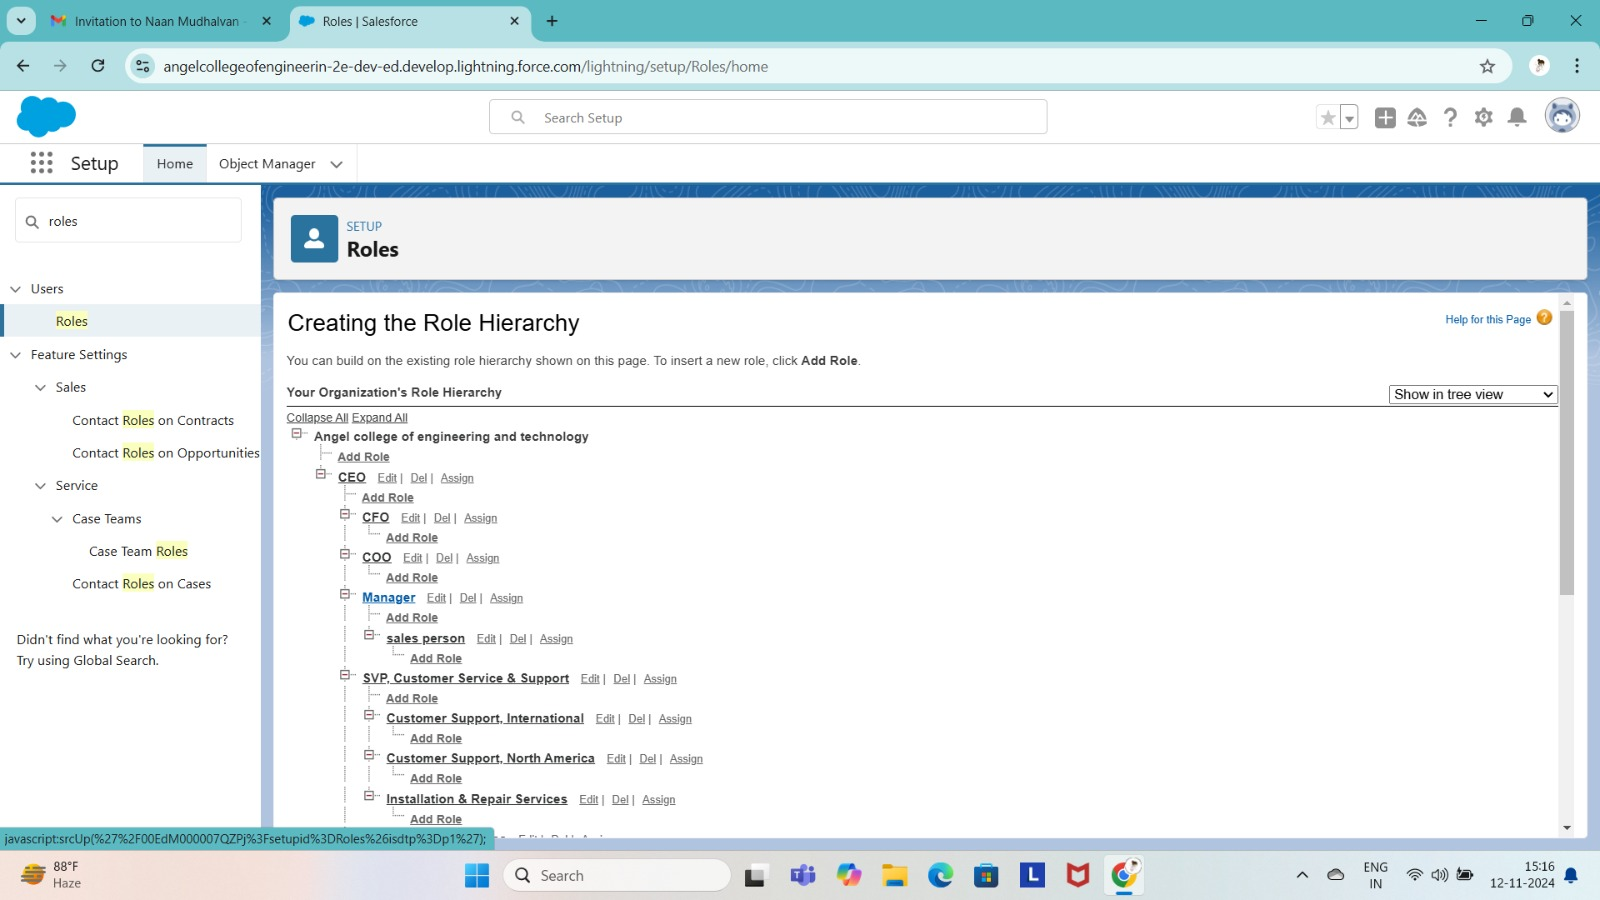 Invitation to Naan Mudhalvan
Roles | Salesforce
angelcollegeofengineerin-2e-dev-ed.develop.lightning.force.com/lightning/setup/Roles/home
Search Setup
Setup
Home
Object Manager
roles
Users
Roles
Feature Settings
Sales
Contact Roles on Contracts
Contact Roles on Opportunities
Service
Case Teams
Case Team Roles
Contact Roles on Cases
Didn't find what you're looking for?
Try using Global Search.
SETUP
Roles
Creating the Role Hierarchy
Help for this Page ?
You can build on the existing role hierarchy shown on this page. To insert a new role, click Add Role.
Your Organization's Role Hierarchy
Show in tree view
Collapse All Expand All
Angel college of engineering and technology
Add Role
CEO Edit | Del | Assign
Add Role
CFO Edit | Del | Assign
Add Role
COO Edit | Del | Assign
Add Role
Manager Edit | Del | Assign
Add Role
sales person Edit | Del | Assign
Add Role
SVP, Customer Service & Support Edit | Del | Assign
Add Role
Customer Support, International Edit | Del | Assign
Add Role
Customer Support, North America Edit | Del | Assign
Add Role
Installation & Repair Services Edit | Del | Assign
Add Role
javascript:srcUp(%27%2F00EdM000007QZPj%3Fsetupid%3DRoles%26isdtp%3Dp1%27);
88°F
Haze
Search
L
ENG
IN
15:16
12-11-2024